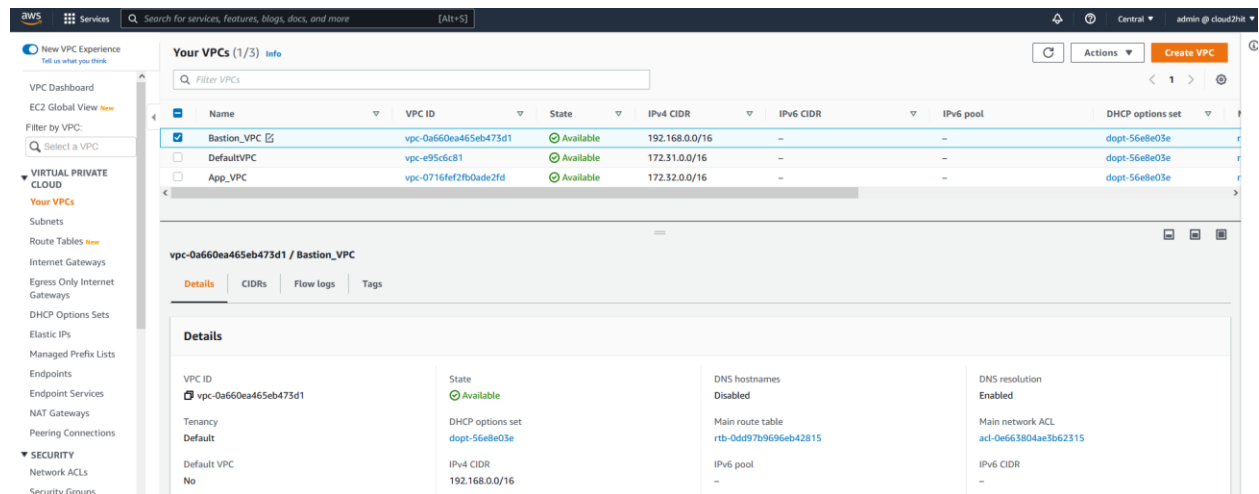 aws Services Search for services, features, blogs, docs, and more [Alt+S] Central ▼ admin @ cloud2hit ▼
New VPC Experience
Tell us what you think
VPC Dashboard
EC2 Global View New
Filter by VPC:
Select a VPC
VIRTUAL PRIVATE
CLOUD
Your VPCs
Subnets
Route Tables New
Internet Gateways
Egress Only Internet
Gateways
DHCP Options Sets
Elastic IPs
Managed Prefix Lists
Endpoints
Endpoint Services
NAT Gateways
Peering Connections
SECURITY
Network ACLs
Security Groups
Your VPCs (1/3) Info Actions ▼ Create VPC
Filter VPCs < 1 >
Name VPC ID State IPv4 CIDR IPv6 CIDR IPv6 pool DHCP options set
Bastion_VPC vpc-0a660ea465eb473d1 Available 192.168.0.0/16 – – dopt-56e8e03e
DefaultVPC vpc-e95c6c81 Available 172.31.0.0/16 – – dopt-56e8e03e
App_VPC vpc-0716fef2fb0ade2fd Available 172.32.0.0/16 – – dopt-56e8e03e
vpc-0a660ea465eb473d1 / Bastion_VPC
Details CIDRs Flow logs Tags
Details
VPC ID State DNS hostnames DNS resolution
vpc-0a660ea465eb473d1 Available Disabled Enabled
Tenancy DHCP options set Main route table Main network ACL
Default dopt-56e8e03e rtb-0dd97b9696eb42815 acl-0e663804ae3b62315
Default VPC IPv4 CIDR IPv6 pool IPv6 CIDR
No 192.168.0.0/16 – –